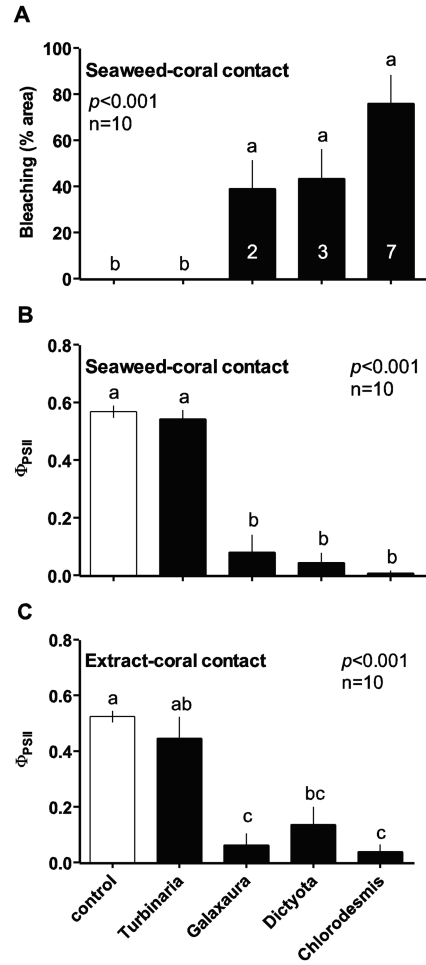 A
Bleaching (% area)
100
80
60
40
20
0
Seaweed-coral contact
p<0.001
n=10
b
b
a
a
a
2
3
7
B
ΦPSII
0.8
0.6
0.4
0.2
0.0
Seaweed-coral contact
p<0.001
n=10
a
a
b
b
b
C
ΦPSII
0.8
0.6
0.4
0.2
0.0
Extract-coral contact
p<0.001
n=10
a
ab
c
bc
c
control
Turbinaria
Galaxaura
Dictyota
Chlorodesmis